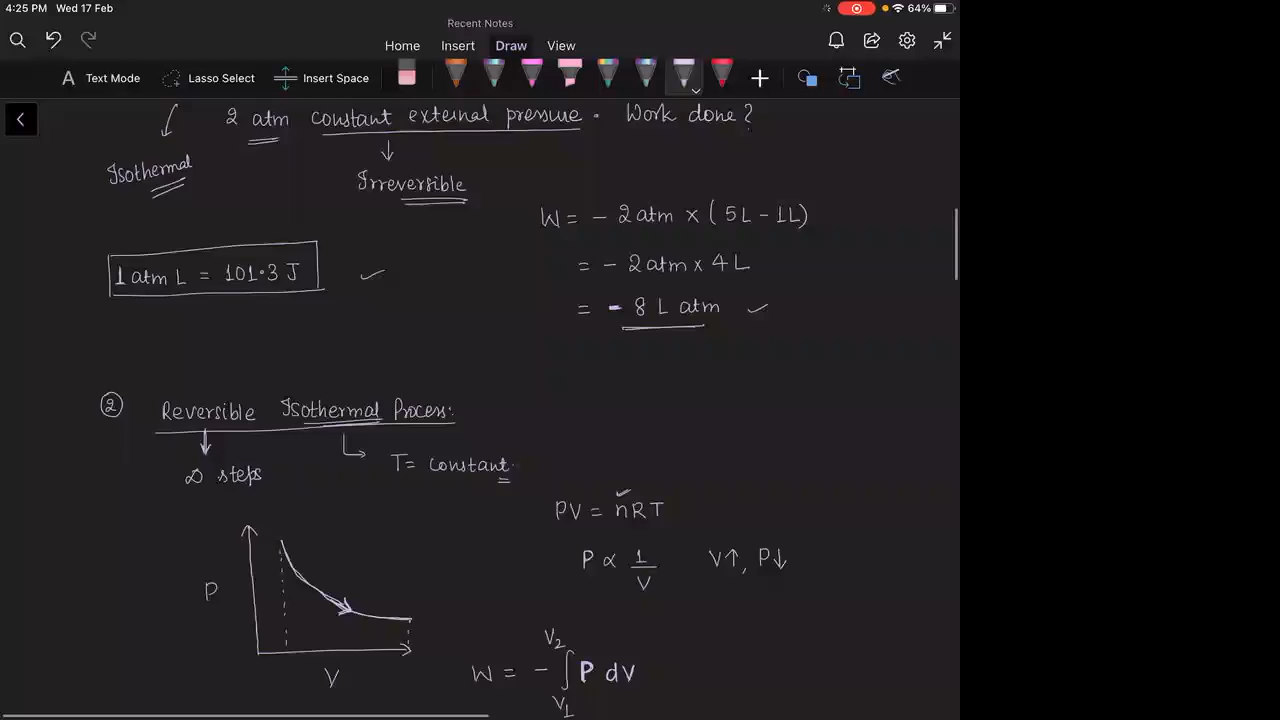 4:25 PM Wed 17 Feb
64%
Recent Notes
Home Insert Draw View
A Text Mode Lasso Select Insert Space
2 atm constant external pressure. Work done?
Isothermal
Irreversible
W = - 2 atm × (5L - 1L)
= - 2 atm × 4 L
1 atm L = 101.3 J
= - 8 L atm
② Reversible Isothermal Process:
∞ steps
T = constant
PV = nRT
P ∝ 1/V V↑, P↓
P
V
W = - ∫ P dV
V2
V1